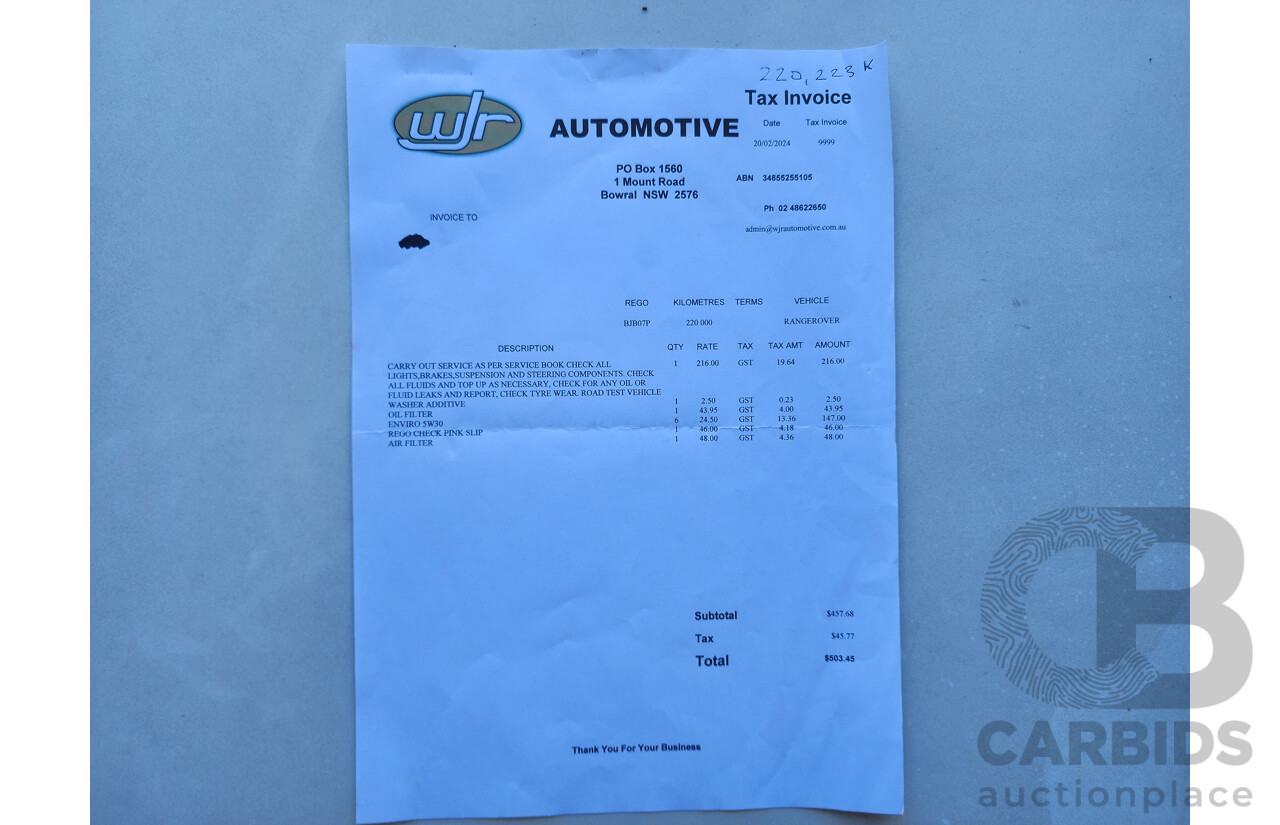 220,223 K
Tax Invoice
wjr AUTOMOTIVE
Date Tax Invoice
20/02/2024 9999
PO Box 1560
1 Mount Road
Bowral NSW 2576
ABN 34855255105
Ph 02 48622650
admin@wjrautomotive.com.au
INVOICE TO
REGO KILOMETRES TERMS VEHICLE
BJB07P 220 000 RANGEROVER
DESCRIPTION QTY RATE TAX TAX AMT AMOUNT
CARRY OUT SERVICE AS PER SERVICE BOOK CHECK ALL 1 216.00 GST 19.64 216.00
LIGHTS,BRAKES,SUSPENSION AND STEERING COMPONENTS. CHECK
ALL FLUIDS AND TOP UP AS NECESSARY, CHECK FOR ANY OIL OR
FLUID LEAKS AND REPORT, CHECK TYRE WEAR. ROAD TEST VEHICLE
WASHER ADDITIVE 1 2.50 GST 0.23 2.50
OIL FILTER 1 43.95 GST 4.00 43.95
ENVIRO 5W30 6 24.50 GST 13.36 147.00
REGO CHECK PINK SLIP 1 46.00 GST 4.18 46.00
AIR FILTER 1 48.00 GST 4.36 48.00
Subtotal $457.68
Tax $45.77
Total $503.45
Thank You For Your Business
CB
CARBIDS
auctionplace